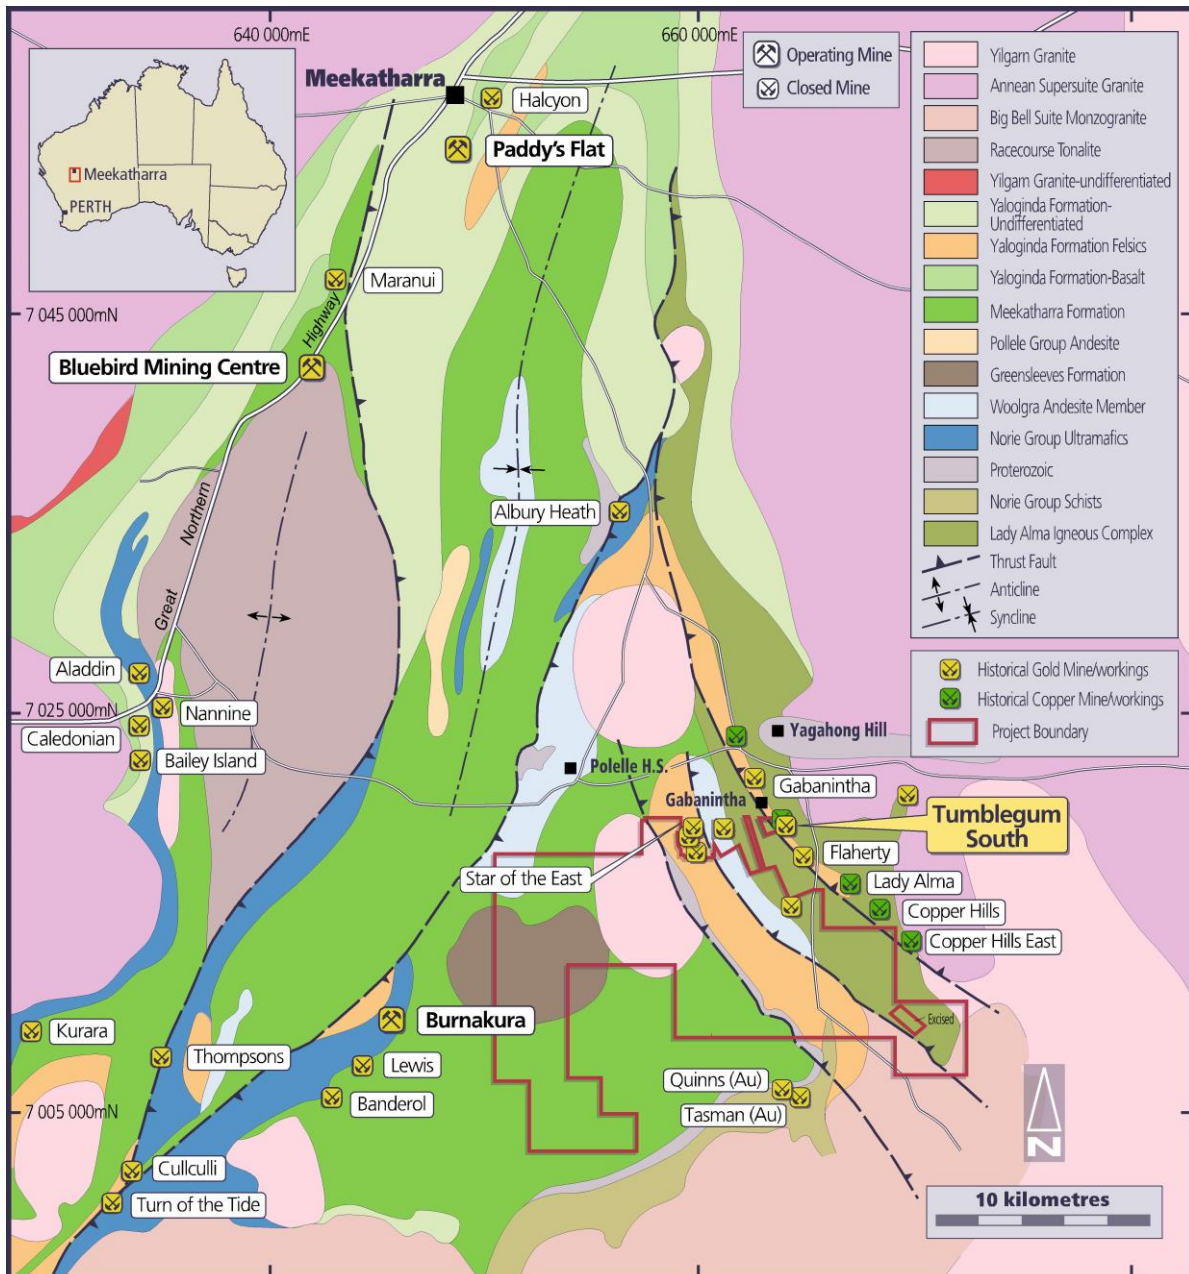 640 000mE
660 000mE
Meekatharra
PERTH
Meekatharra
Halcyon
Paddy's Flat
Operating Mine
Closed Mine
Yilgarn Granite
Annean Supersuite Granite
Big Bell Suite Monzogranite
Racecourse Tonalite
Yilgarn Granite-undifferentiated
Yaloginda Formation-
Undifferentiated
Yaloginda Formation Felsics
Yaloginda Formation-Basalt
Meekatharra Formation
Pollele Group Andesite
Greensleeves Formation
Woolgra Andesite Member
Norie Group Ultramafics
Proterozoic
Norie Group Schists
Lady Alma Igneous Complex
Thrust Fault
Anticline
Syncline
Historical Gold Mine/workings
Historical Copper Mine/workings
Project Boundary
Maranui
7 045 000mN
Highway
Bluebird Mining Centre
Northern
Albury Heath
Great
Aladdin
Nannine
7 025 000mN
Caledonian
Bailey Island
Yagahong Hill
Polelle H.S.
Gabanintha
Gabanintha
Tumblegum
South
Star of the East
Flaherty
Lady Alma
Copper Hills
Copper Hills East
Excised
Burnakura
Kurara
Thompsons
Lewis
Banderol
Quinns (Au)
Tasman (Au)
7 005 000mN
Cullculli
Turn of the Tide
N
10 kilometres